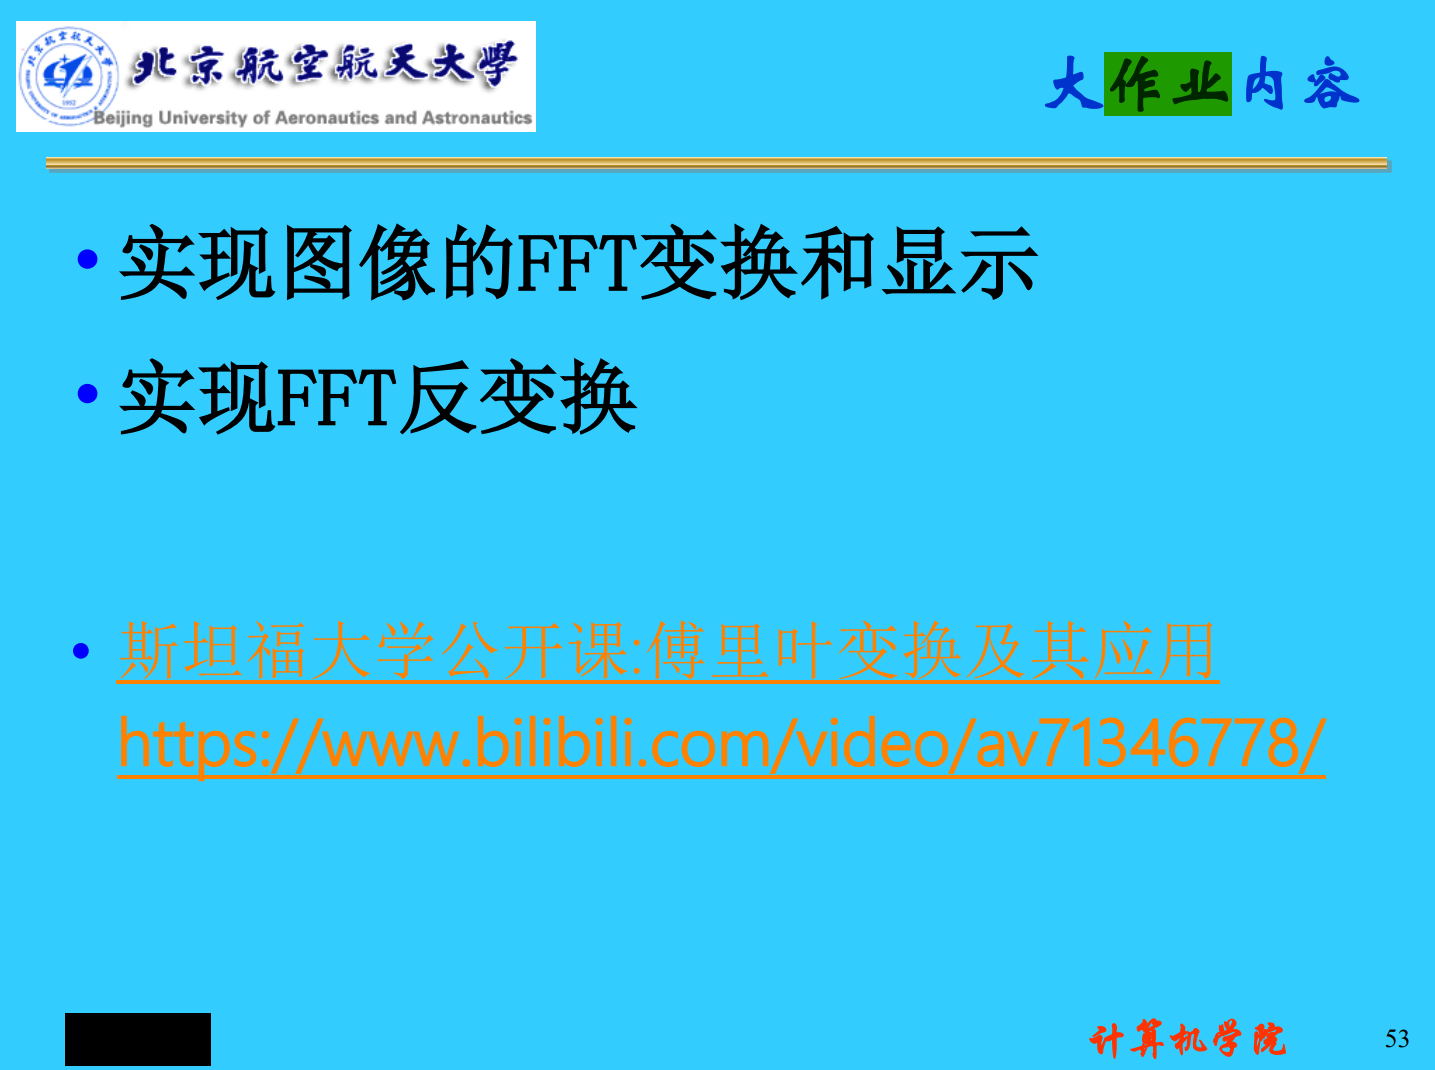 北京航空航天大学
Beijing University of Aeronautics and Astronautics
大作业内容
• 实现图像的FFT变换和显示
• 实现FFT反变换
• 斯坦福大学公开课:傅里叶变换及其应用
https://www.bilibili.com/video/av71346778/
计算机学院
53